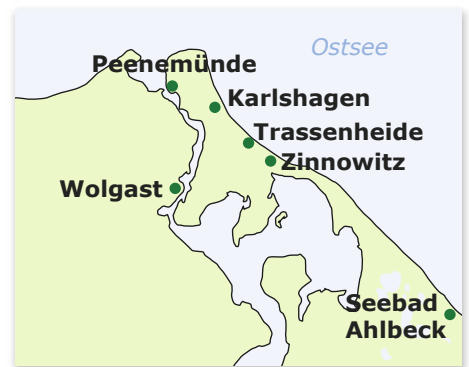 Ostsee
Peenemünde
Karlshagen
Trassenheide
Zinnowitz
Wolgast
Seebad
Ahlbeck